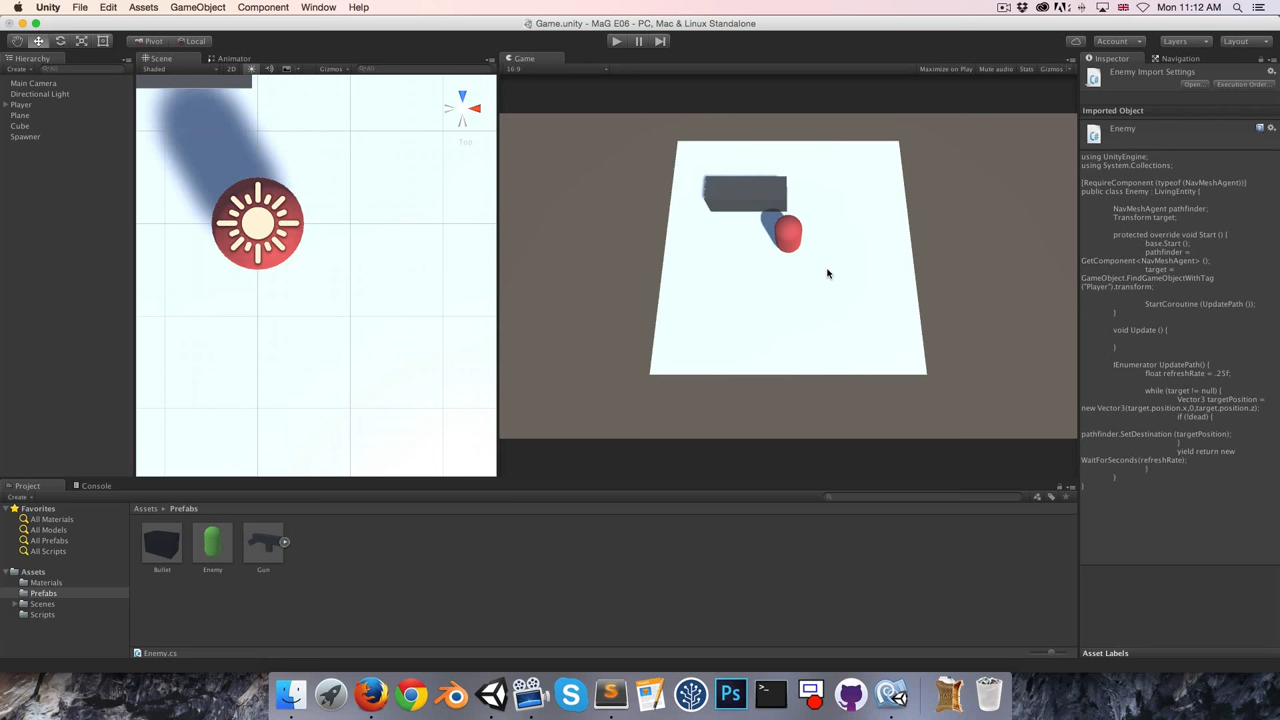 Unity File Edit Assets GameObject Component Window Help
Mon 11:12 AM
Game.unity - MaG E06 - PC, Mac & Linux Standalone
Pivot Local
Account Layers Layout
Hierarchy
Scene Animator
Game
Inspector Navigation
Create All
Shaded 2D Gizmos All
16:9
Maximize on Play Mute audio Stats Gizmos
Enemy Import Settings
Open... Execution Order...
Main Camera
Directional Light
Player
Plane
Cube
Spawner
Top
Imported Object
Enemy
using UnityEngine;
using System.Collections;
[RequireComponent (typeof (NavMeshAgent))]
public class Enemy : LivingEntity {
NavMeshAgent pathfinder;
Transform target;
protected override void Start () {
base.Start ();
pathfinder =
GetComponent<NavMeshAgent> ();
target =
GameObject.FindGameObjectWithTag
("Player").transform;
StartCoroutine (UpdatePath ());
}
void Update () {
}
IEnumerator UpdatePath() {
float refreshRate = .25f;
while (target != null) {
Vector3 targetPosition =
new Vector3(target.position.x,0,target.position.z);
if (!dead) {
pathfinder.SetDestination (targetPosition);
}
yield return new
WaitForSeconds(refreshRate);
}
}
}
Project Console
Create
Favorites
All Materials
All Models
All Prefabs
All Scripts
Assets
Materials
Prefabs
Scenes
Scripts
Assets Prefabs
Bullet Enemy Gun
Enemy.cs
Asset Labels
Ps